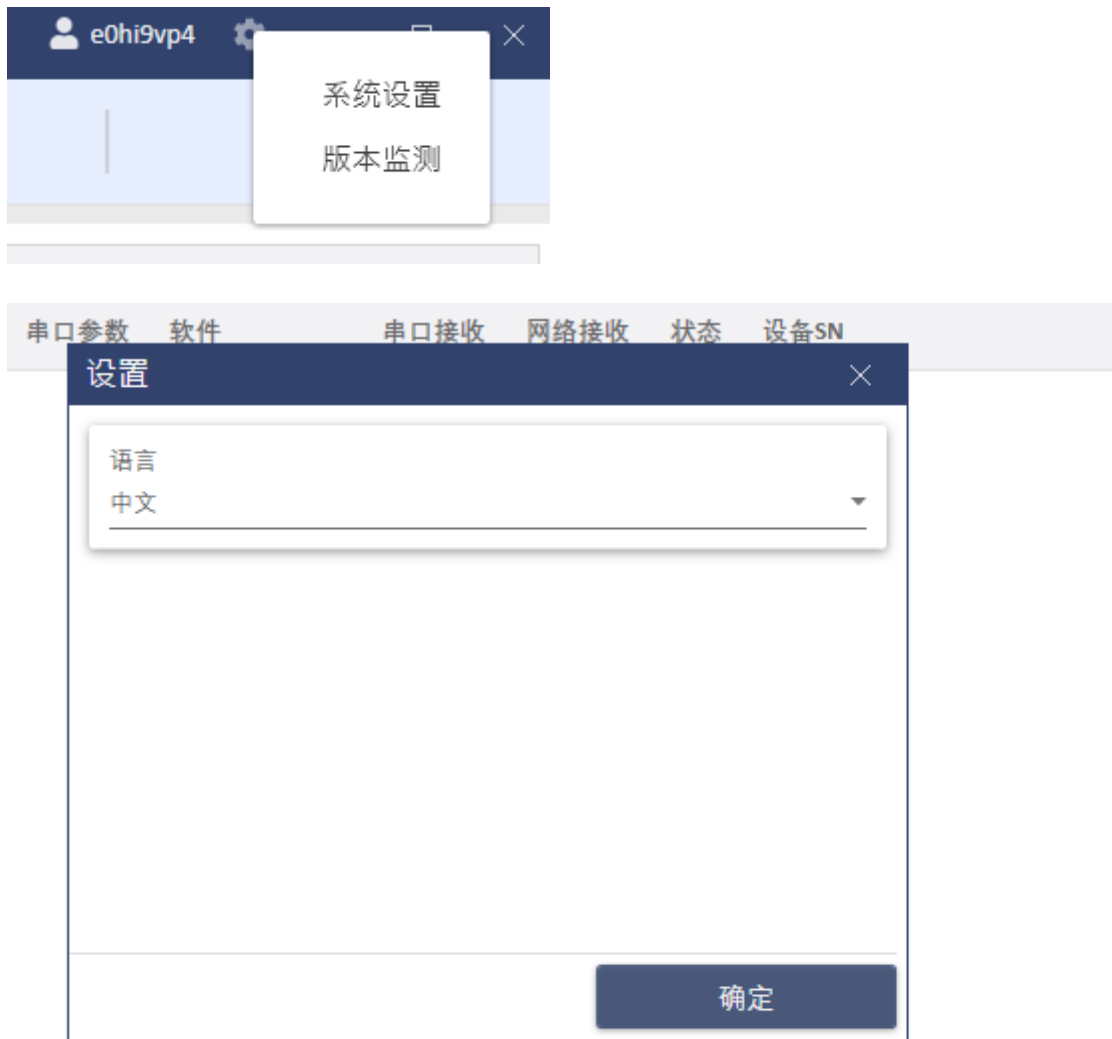 e0hi9vp4
系统设置
版本监测
串口参数 软件 串口接收 网络接收 状态 设备SN
设置
语言
中文
确定